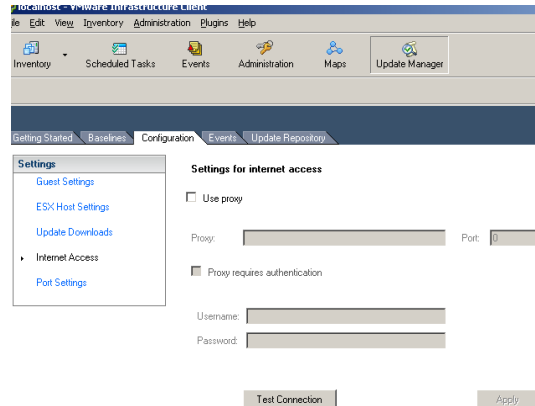 localhost - VMware Infrastructure Client
File Edit View Inventory Administration Plugins Help
Inventory Scheduled Tasks Events Administration Maps Update Manager
Getting Started Baselines Configuration Events Update Repository
Settings
Guest Settings
ESX Host Settings
Update Downloads
Internet Access
Port Settings
Settings for internet access
Use proxy
Proxy: Port: 0
Proxy requires authentication
Username:
Password:
Test Connection Apply